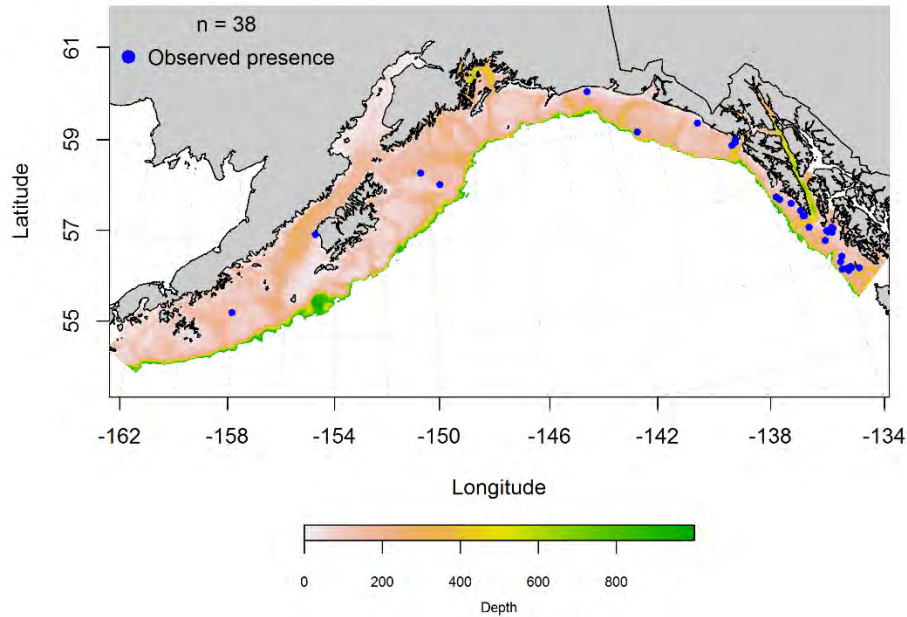 n = 38
Observed presence
61
59
57
55
Latitude
-162 -158 -154 -150 -146 -142 -138 -134
Longitude
0 200 400 600 800
Depth